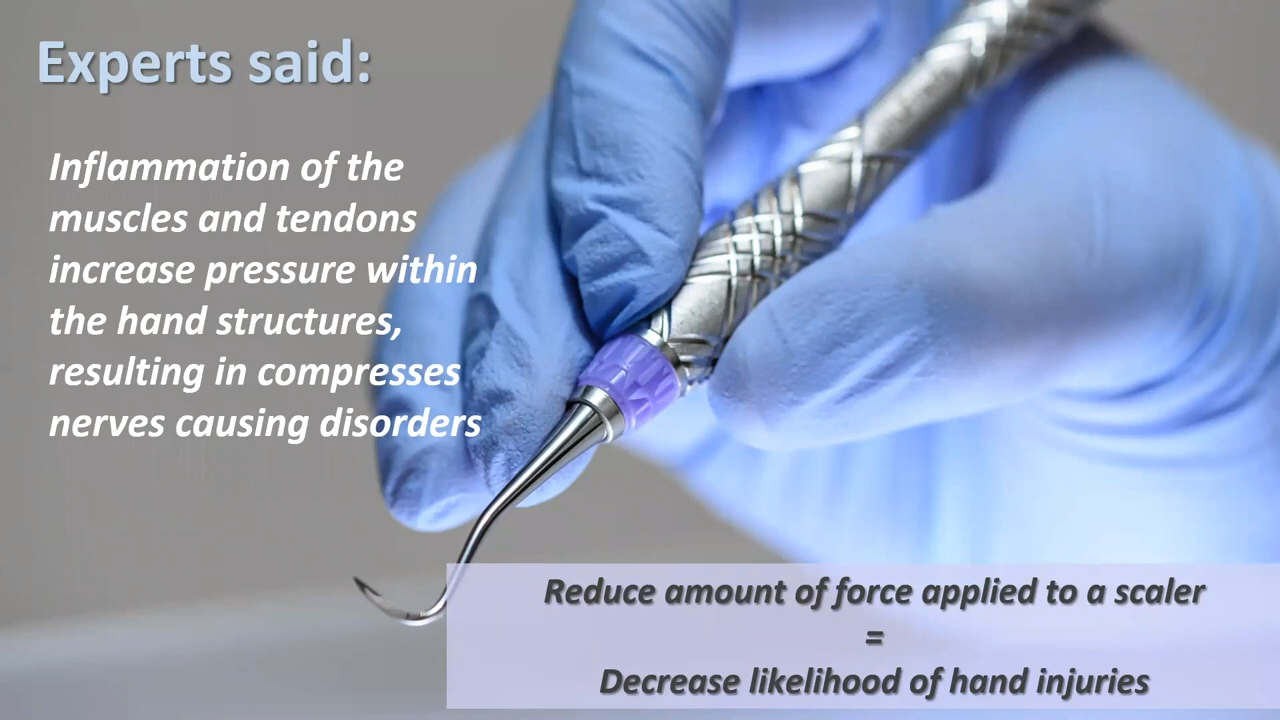 Experts said:
Inflammation of the
muscles and tendons
increase pressure within
the hand structures,
resulting in compresses
nerves causing disorders
Reduce amount of force applied to a scaler
=
Decrease likelihood of hand injuries